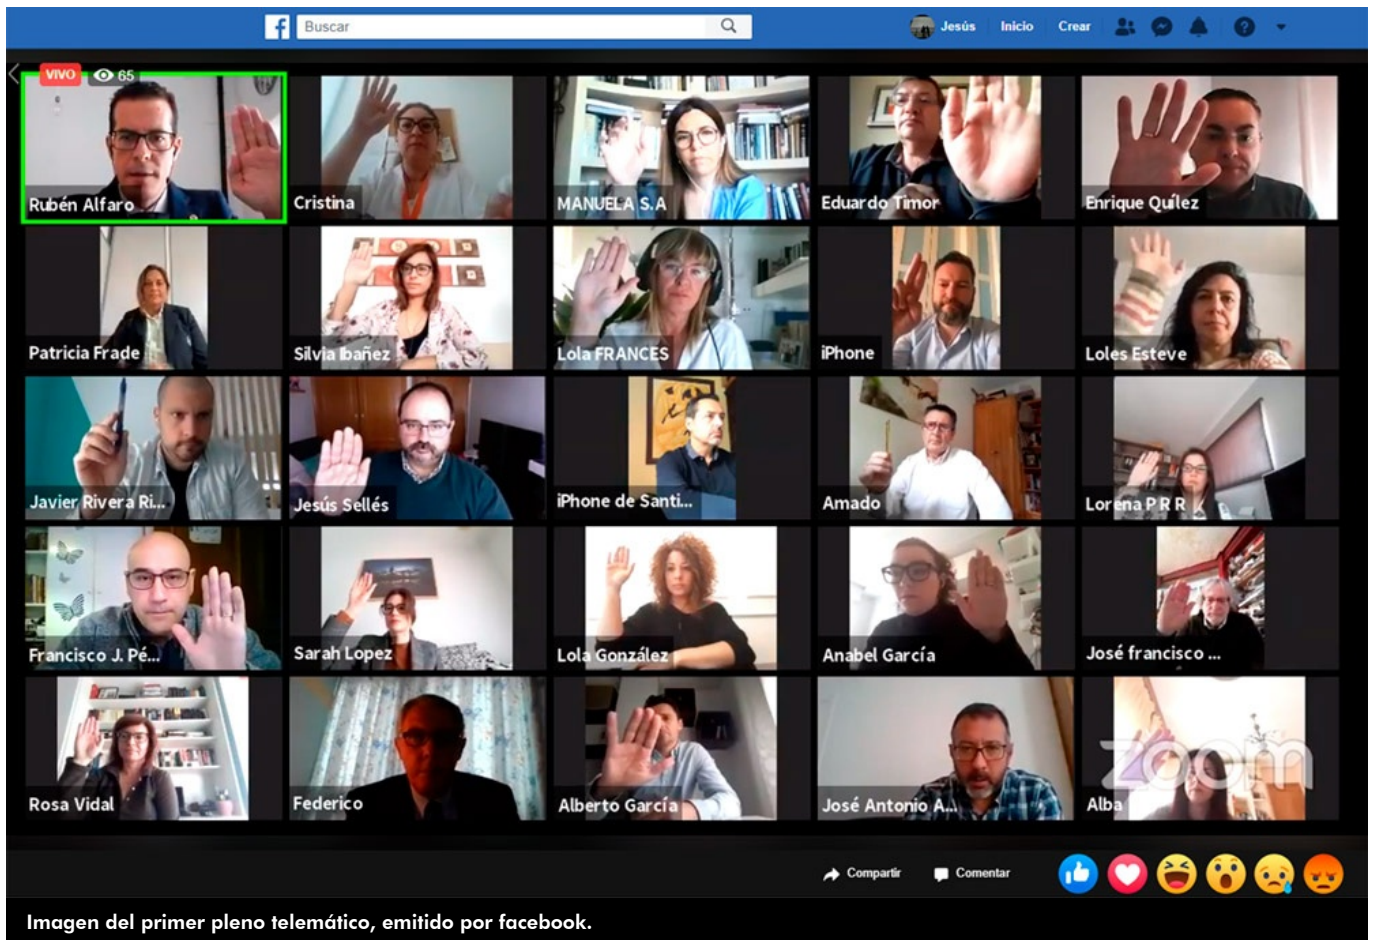 f Buscar Jesús Inicio Crear
VIVO 65
Rubén Alfaro
Cristina
MANUELA S.A
Eduardo Timor
Enrique Quílez
Patricia Frade
Silvia Ibañez
Lola FRANCES
iPhone
Loles Esteve
Javier Rivera Ri...
Jesús Sellés
iPhone de Santi...
Amado
Lorena P R R
Francisco J. Pé...
Sarah Lopez
Lola González
Anabel García
José francisco ...
Rosa Vidal
Federico
Alberto García
José Antonio A...
Alba
zoom
Compartir Comentar
Imagen del primer pleno telemático, emitido por facebook.